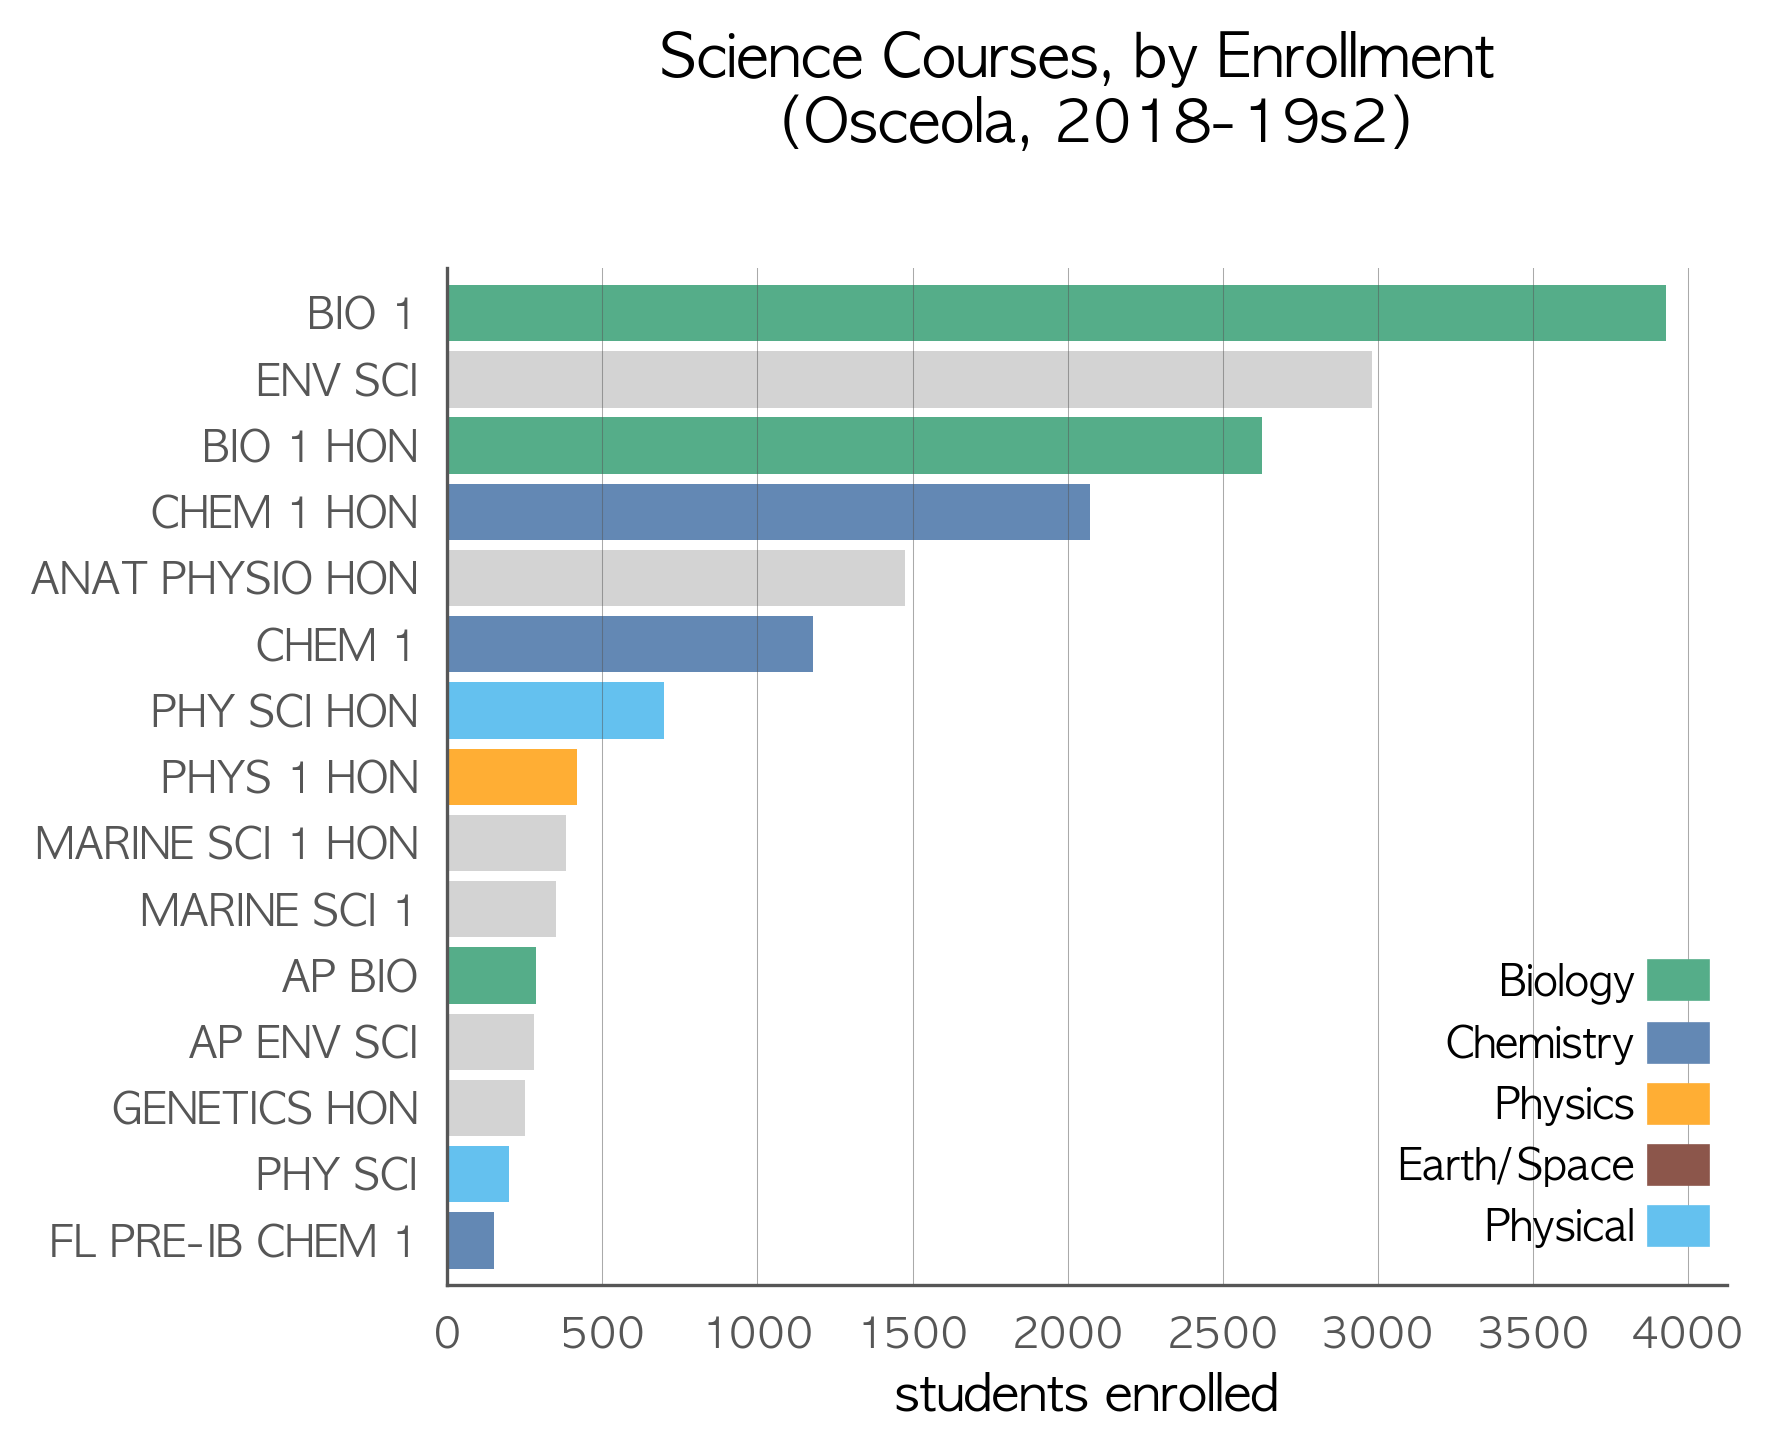 Science Courses, by Enrollment
(Osceola, 2018-19s2)
BIO 1
ENV SCI
BIO 1 HON
CHEM 1 HON
ANAT PHYSIO HON
CHEM 1
PHY SCI HON
PHYS 1 HON
MARINE SCI 1 HON
MARINE SCI 1
AP BIO
AP ENV SCI
GENETICS HON
PHY SCI
FL PRE-IB CHEM 1
Biology
Chemistry
Physics
Earth/Space
Physical
0 500 1000 1500 2000 2500 3000 3500 4000
students enrolled